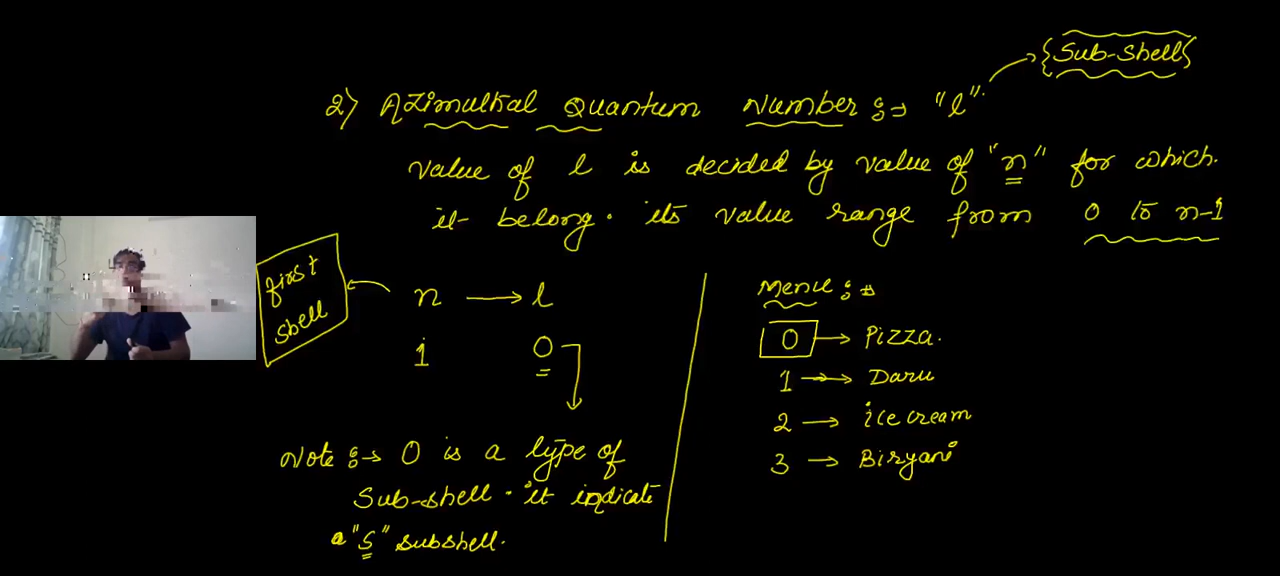 {Sub-Shell}
2) Azimuthal Quantum Number :→ "l"
value of l is decided by value of "n" for which
it belong. its value range from 0 to n-1
first shell
n → l
1 0
Note :→ 0 is a type of
Sub-shell. it indicate
a "S" subshell.
Menu :→
0 → Pizza.
1 → Daru
2 → ice cream
3 → Biryani